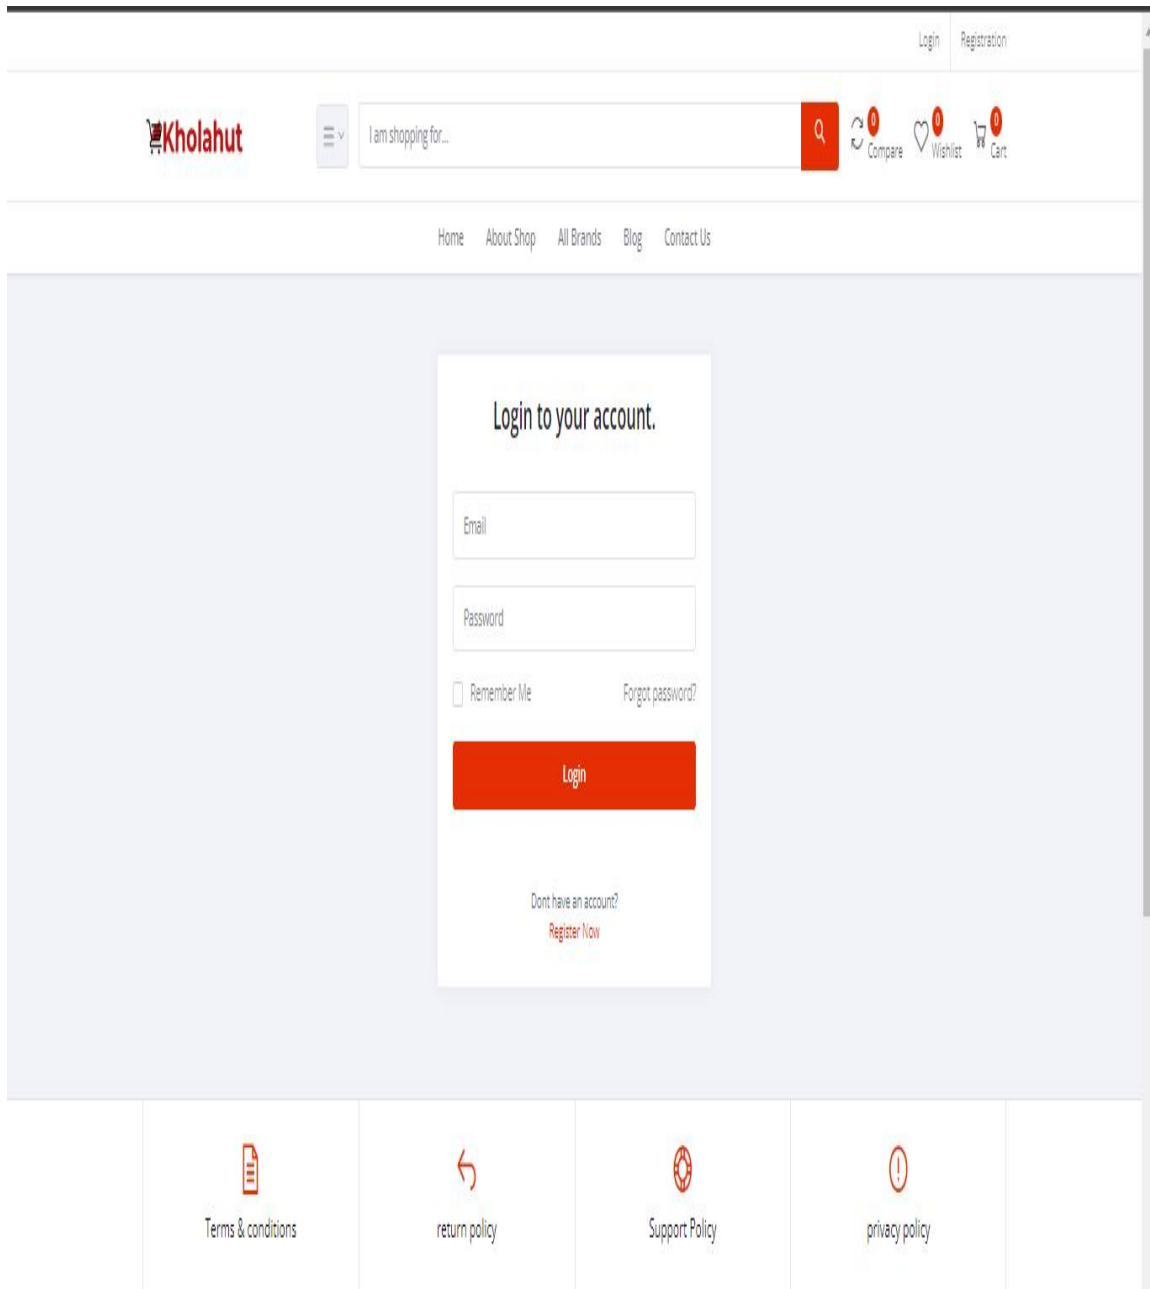 Login Registration
Kholahut
I am shopping for...
0 Compare 0 Wishlist 0 Cart
Home About Shop All Brands Blog Contact Us
Login to your account.
Email
Password
Remember Me Forgot password?
Login
Dont have an account?
Register Now
Terms & conditions return policy Support Policy privacy policy